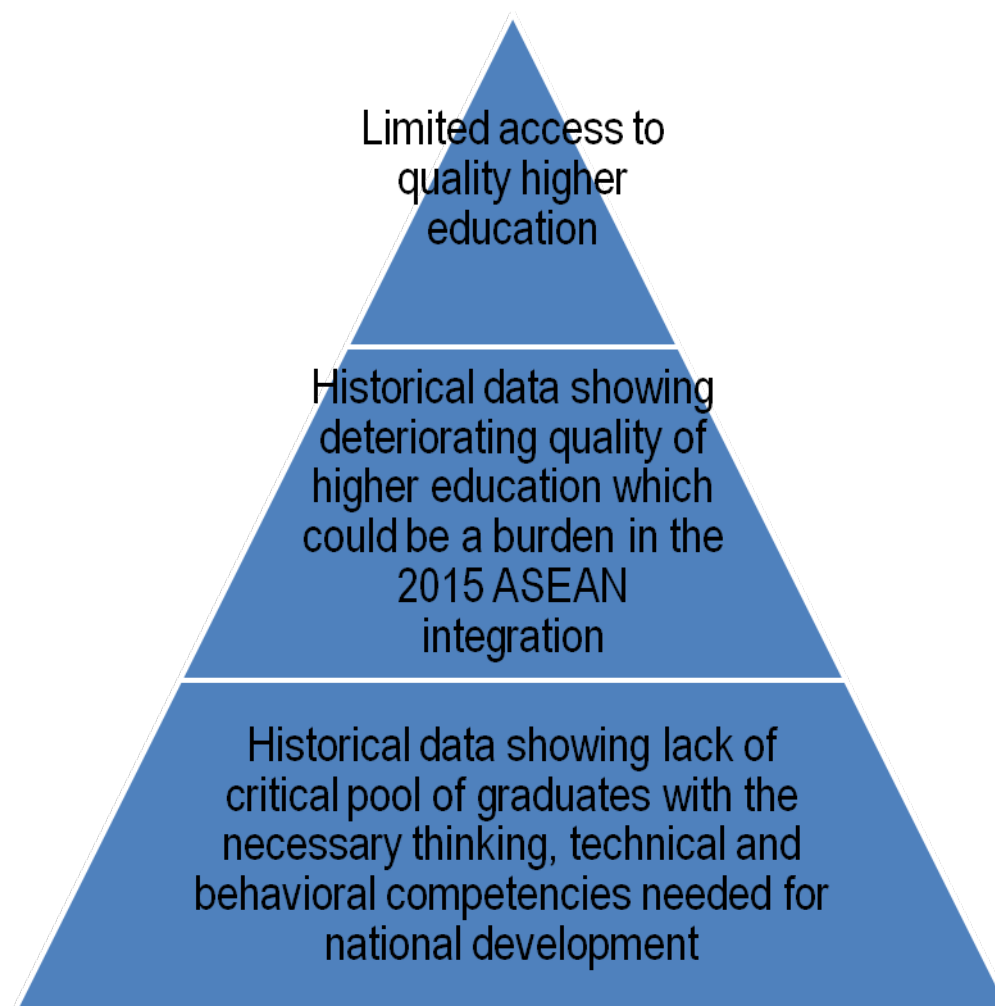 Limited access to
quality higher
education
Historical data showing
deteriorating quality of
higher education which
could be a burden in the
2015 ASEAN
integration
Historical data showing lack of
critical pool of graduates with the
necessary thinking, technical and
behavioral competencies needed for
national development